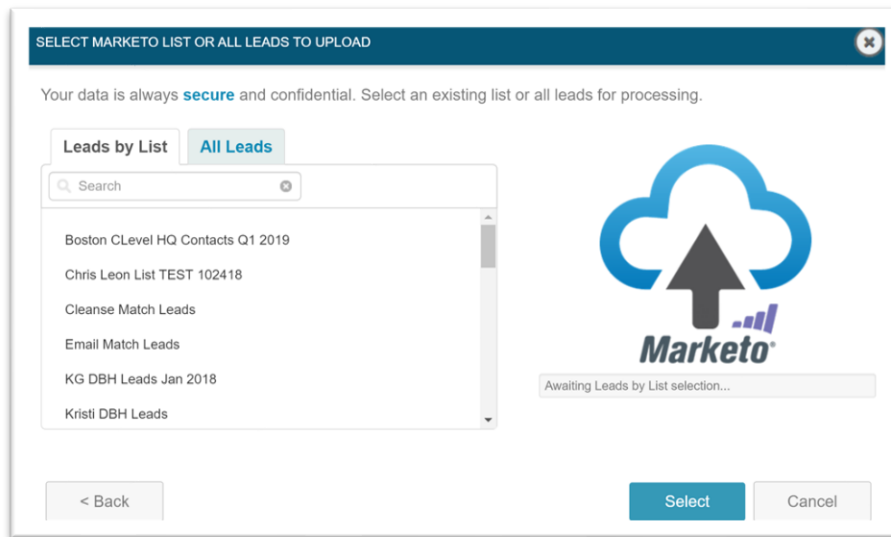 SELECT MARKETO LIST OR ALL LEADS TO UPLOAD
Your data is always secure and confidential. Select an existing list or all leads for processing.
Leads by List
All Leads
Search
Boston CLevel HQ Contacts Q1 2019
Chris Leon List TEST 102418
Cleanse Match Leads
Email Match Leads
KG DBH Leads Jan 2018
Kristi DBH Leads
Marketo®
Awaiting Leads by List selection...
< Back
Select
Cancel